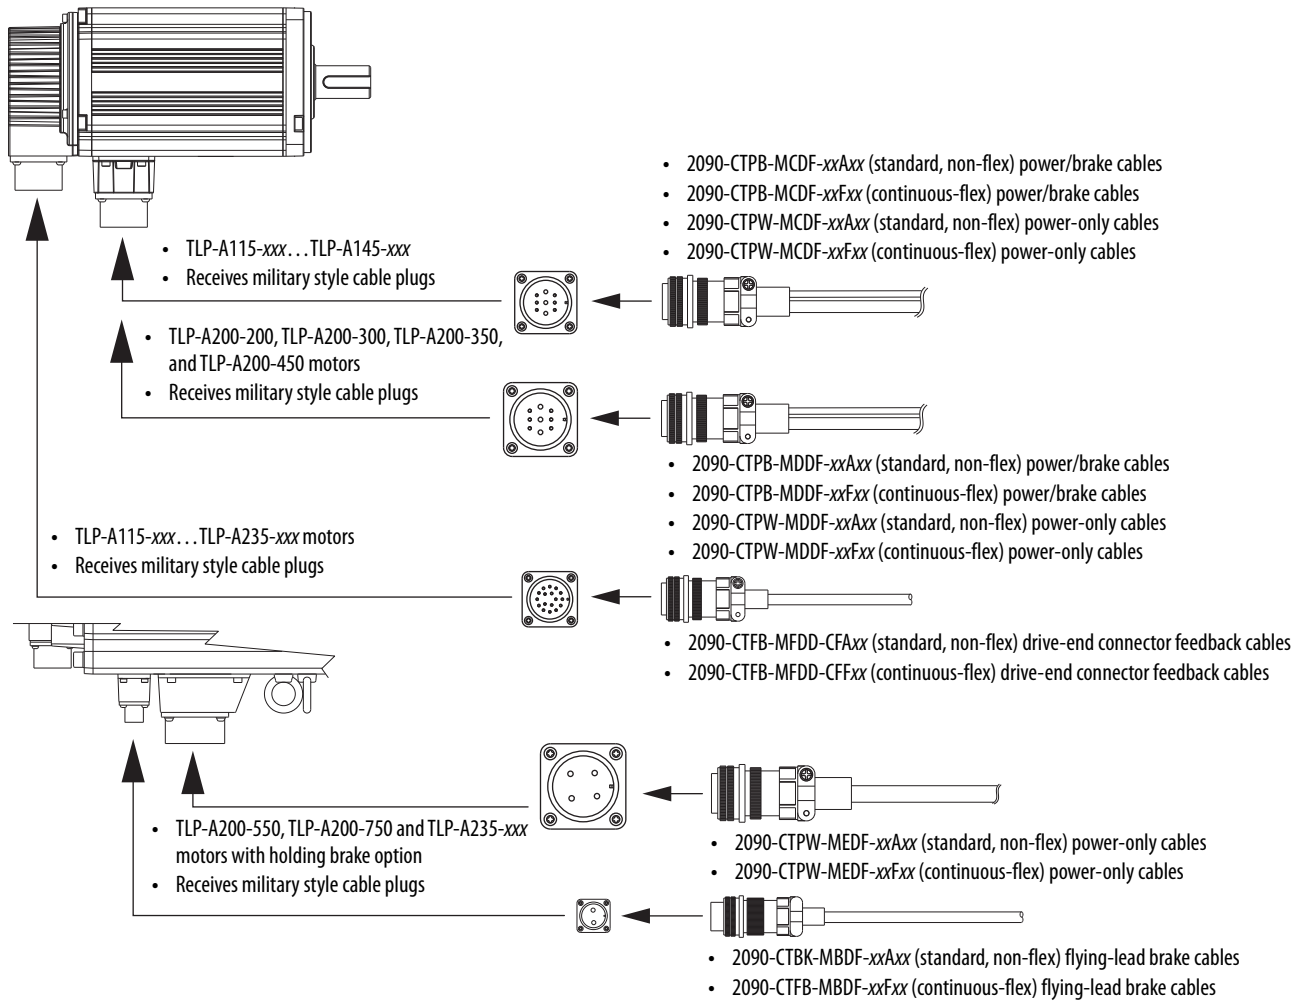 • 2090-CTPB-MCDF-xxAxx (standard, non-flex) power/brake cables
• 2090-CTPB-MCDF-xxFxx (continuous-flex) power/brake cables
• 2090-CTPW-MCDF-xxAxx (standard, non-flex) power-only cables
• 2090-CTPW-MCDF-xxFxx (continuous-flex) power-only cables
• TLP-A115-xxx…TLP-A145-xxx
• Receives military style cable plugs
• TLP-A200-200, TLP-A200-300, TLP-A200-350,
and TLP-A200-450 motors
• Receives military style cable plugs
• 2090-CTPB-MDDF-xxAxx (standard, non-flex) power/brake cables
• 2090-CTPB-MDDF-xxFxx (continuous-flex) power/brake cables
• 2090-CTPW-MDDF-xxAxx (standard, non-flex) power-only cables
• 2090-CTPW-MDDF-xxFxx (continuous-flex) power-only cables
• TLP-A115-xxx…TLP-A235-xxx motors
• Receives military style cable plugs
• 2090-CTFB-MFDD-CFAxx (standard, non-flex) drive-end connector feedback cables
• 2090-CTFB-MFDD-CFFxx (continuous-flex) drive-end connector feedback cables
• TLP-A200-550, TLP-A200-750 and TLP-A235-xxx
motors with holding brake option
• Receives military style cable plugs
• 2090-CTPW-MEDF-xxAxx (standard, non-flex) power-only cables
• 2090-CTPW-MEDF-xxFxx (continuous-flex) power-only cables
• 2090-CTBK-MBDF-xxAxx (standard, non-flex) flying-lead brake cables
• 2090-CTFB-MBDF-xxFxx (continuous-flex) flying-lead brake cables